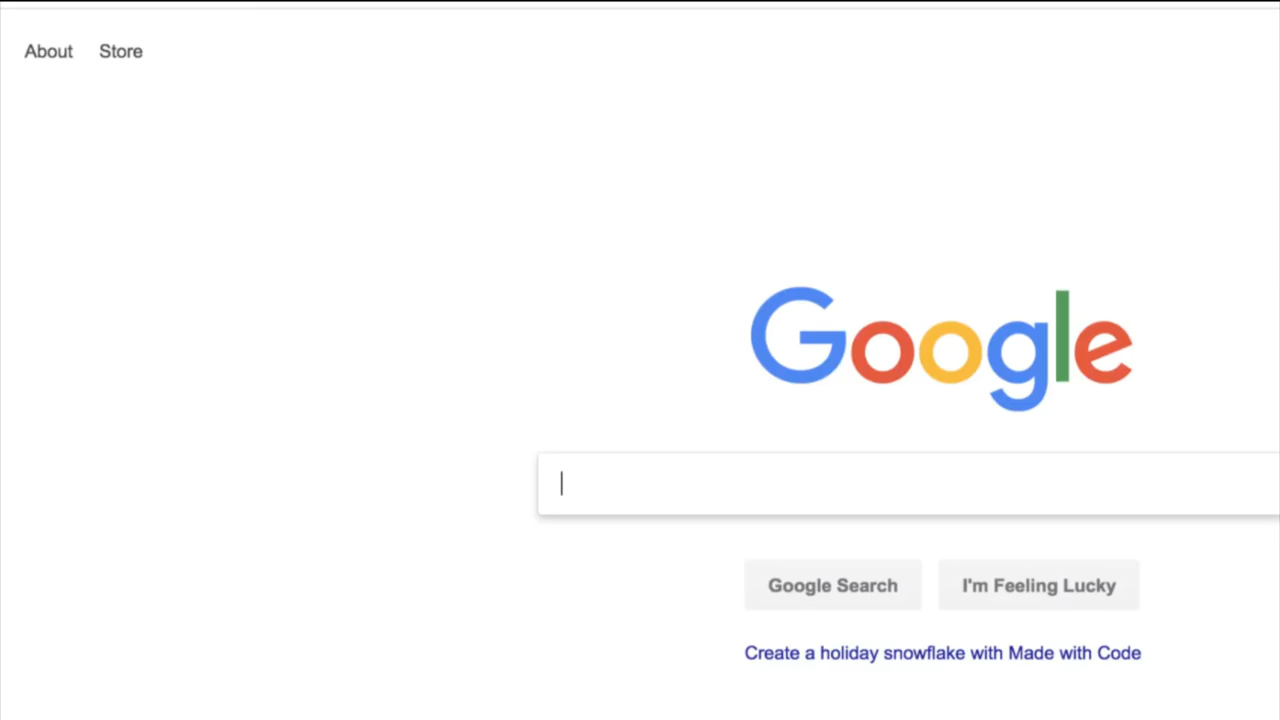 About Store
Google
Google Search I'm Feeling Lucky
Create a holiday snowflake with Made with Code